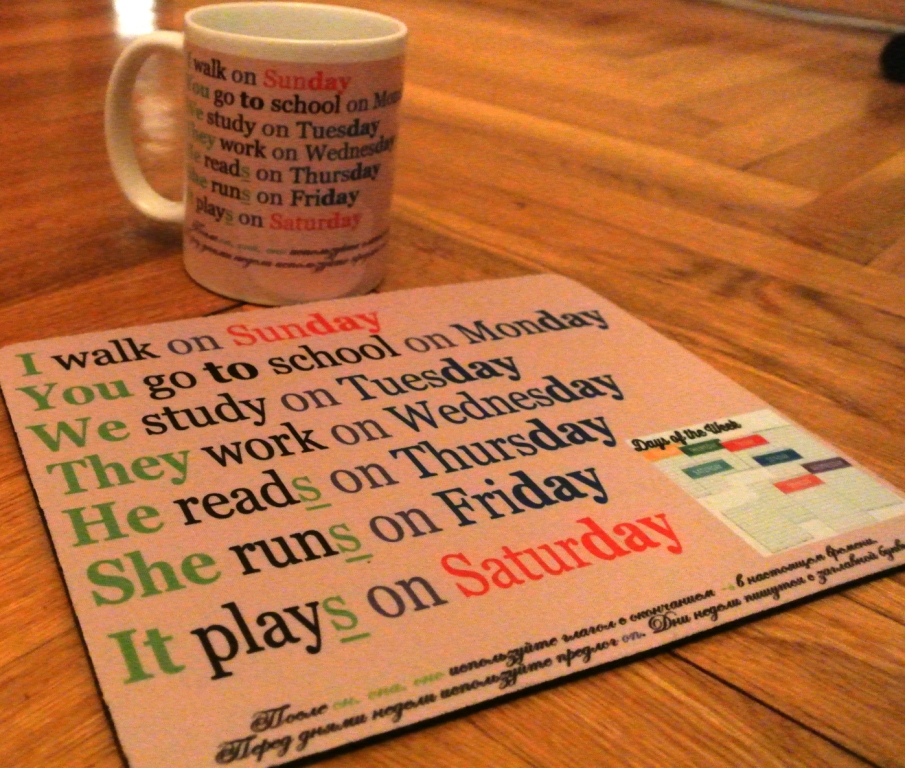 walk on Sunday
You go to school on Mon
We study on Tuesday
They work on Wednesday
He reads on Thursday
She runs on Friday
plays on Saturday
I walk on Sunday
You go to school on Monday
We study on Tuesday
They work on Wednesday
He reads on Thursday
She runs on Friday
It plays on Saturday
Days of the Week
После он, она, оно используйте глагол с окончанием -s в настоящем времени.
Перед днями недели используйте предлог on. Дни недели пишутся с заглавной